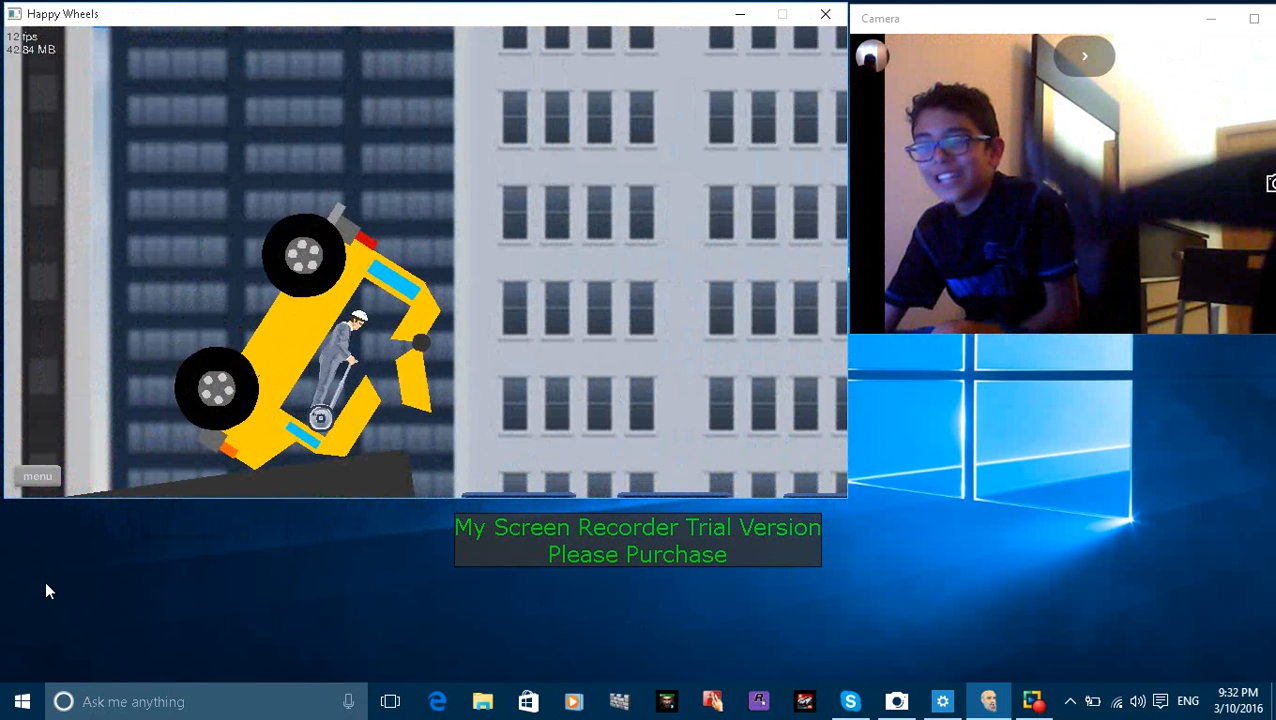 Happy Wheels
12 fps
42.84 MB
menu
Camera
My Screen Recorder Trial Version
Please Purchase
Ask me anything
ENG
9:32 PM
3/10/2016